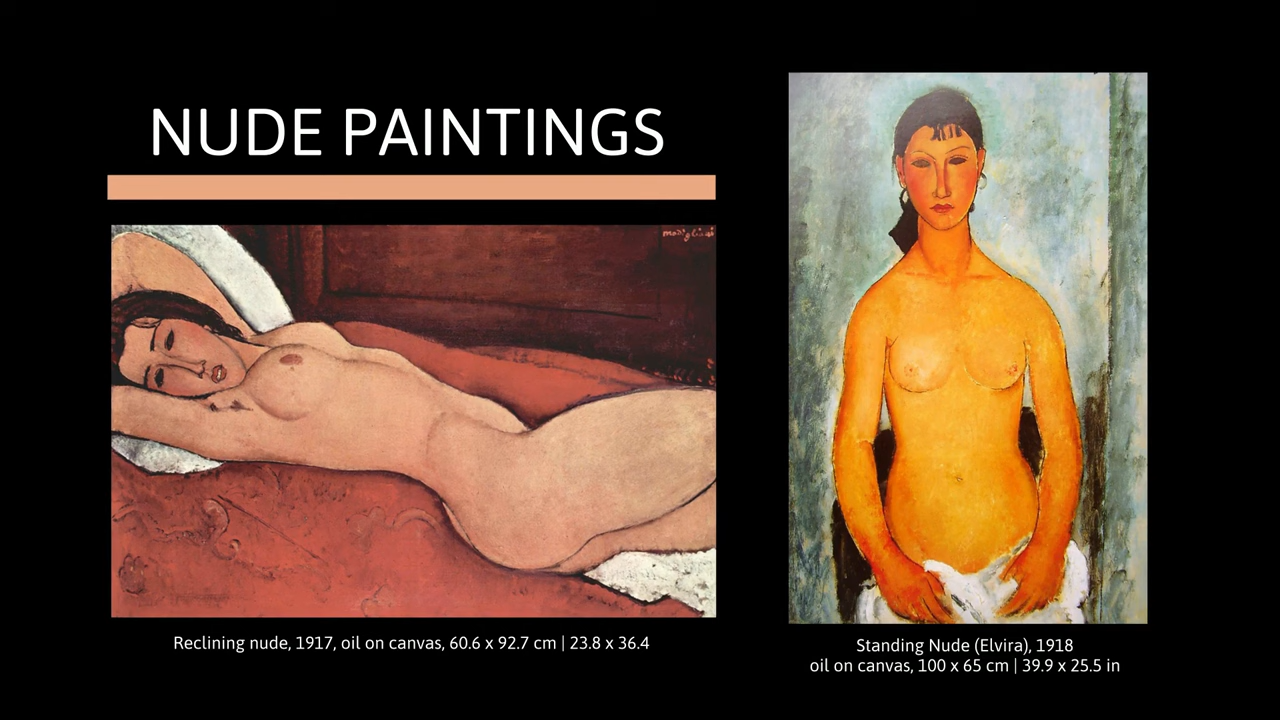 NUDE PAINTINGS
modigliani
Reclining nude, 1917, oil on canvas, 60.6 x 92.7 cm | 23.8 x 36.4
Standing Nude (Elvira), 1918
oil on canvas, 100 x 65 cm | 39.9 x 25.5 in